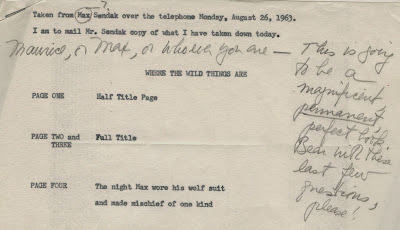 ?
Taken from Max Sendak over the telephone Monday, August 26, 1963.
I am to mail Mr. Sendak copy of what I have taken down today.
Maurice, or Max, or whoever you are —
This is going
to be a
magnificent
permanent
perfect book.
Bear with these
last few
questions,
please!
WHERE THE WILD THINGS ARE
PAGE ONE Half Title Page
PAGE TWO and Full Title
THREE
PAGE FOUR The night Max wore his wolf suit
and made mischief of one kind